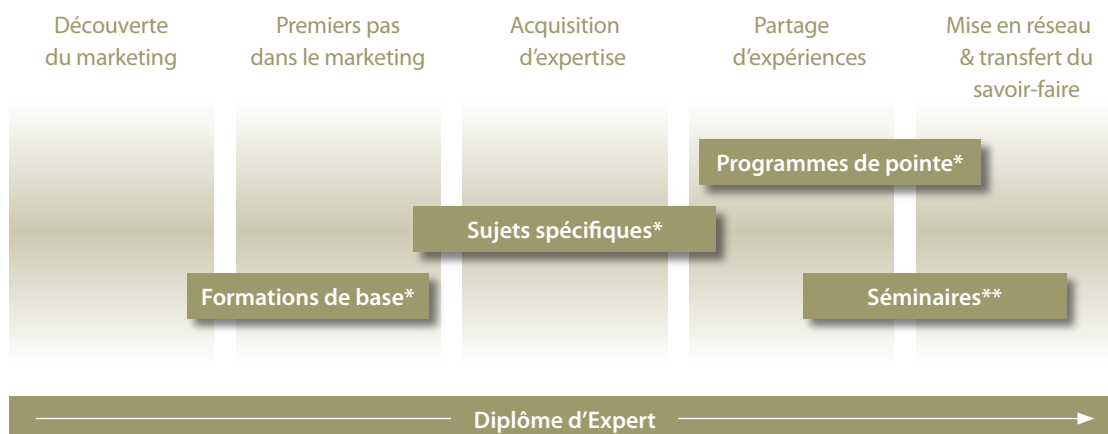 Découverte
du marketing
Premiers pas
dans le marketing
Acquisition
d'expertise
Partage
d'expériences
Mise en réseau
& transfert du
savoir-faire
Programmes de pointe*
Sujets spécifiques*
Formations de base*
Séminaires**
Diplôme d'Expert